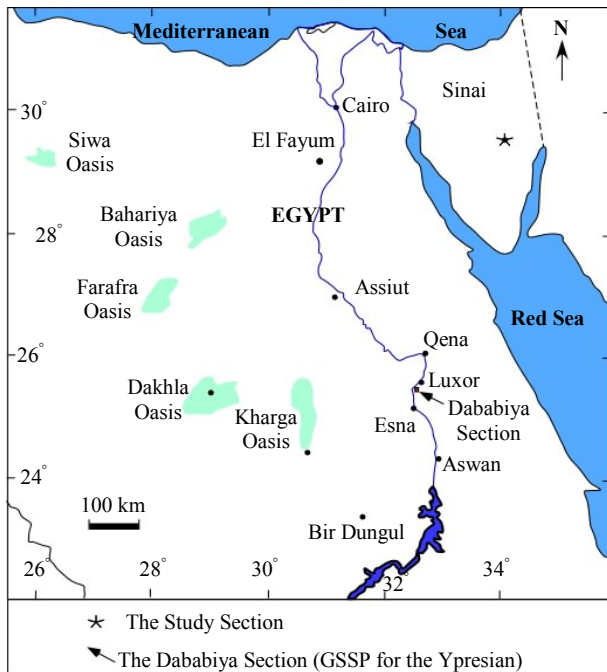 Mediterranean Sea
N
30°
Cairo
Sinai
Siwa
Oasis
El Fayum
Bahariya
Oasis
EGYPT
28°
Farafra
Oasis
Assiut
Red Sea
26°
Qena
Dakhla
Oasis
Luxor
Kharga
Oasis
Esna
Dababiya
Section
24°
Aswan
100 km
Bir Dungul
26°
28°
30°
32°
34°
The Study Section
The Dababiya Section (GSSP for the Ypresian)